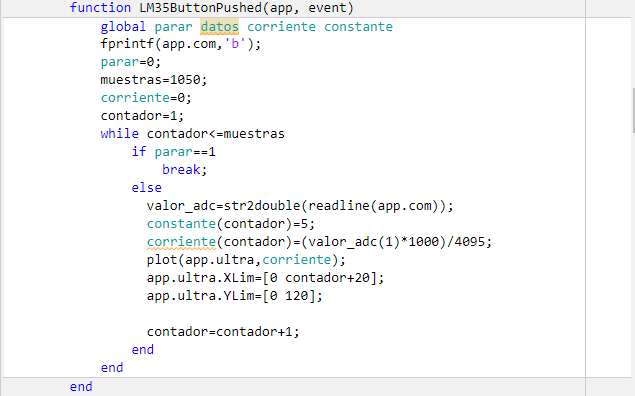 function LM35ButtonPushed(app, event)
global parar datos corriente constante
fprintf(app.com,'b');
parar=0;
muestras=1050;
corriente=0;
contador=1;
while contador<=muestras
if parar==1
break;
else
valor_adc=str2double(readline(app.com));
constante(contador)=5;
corriente(contador)=(valor_adc(1)*1000)/4095;
plot(app.ultra,corriente);
app.ultra.XLim=[0 contador+20];
app.ultra.YLim=[0 120];
contador=contador+1;
end
end
end